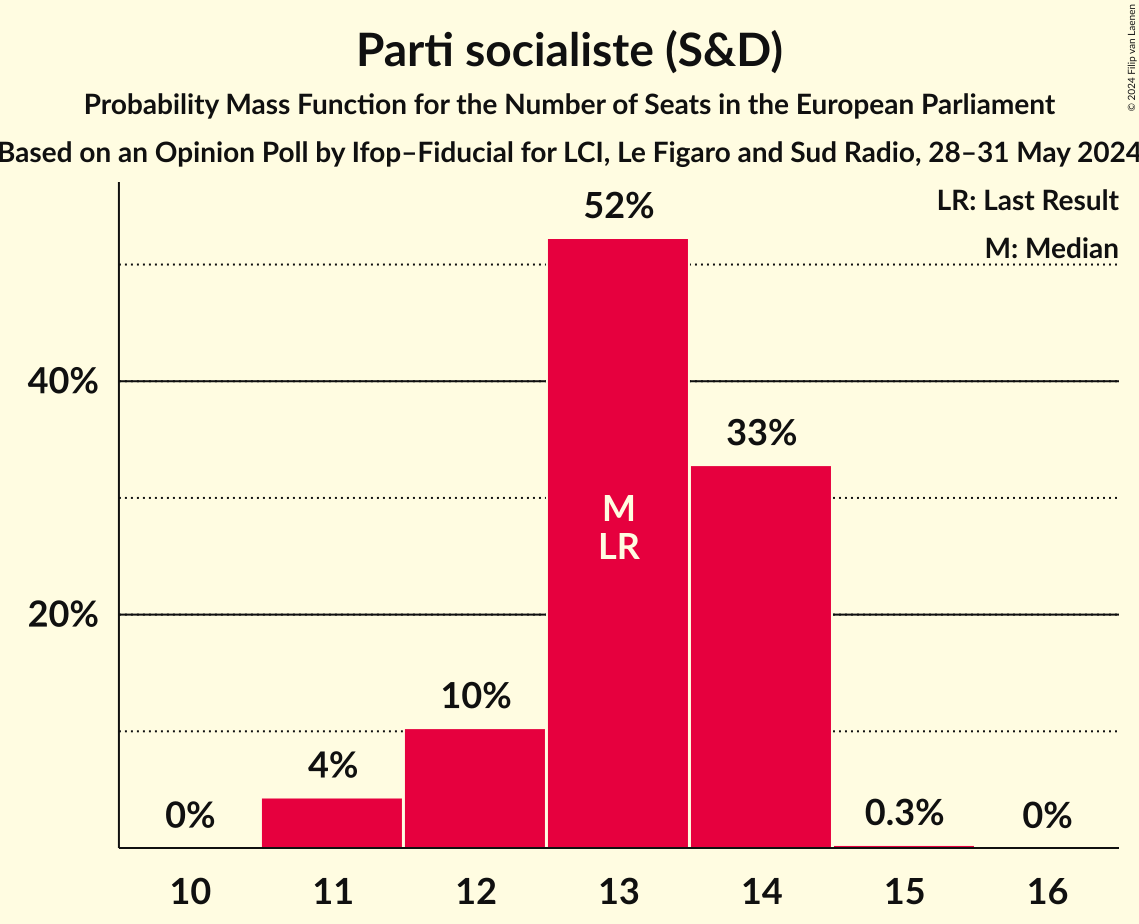 Parti socialiste (S&D)
Probability Mass Function for the Number of Seats in the European Parliament
Based on an Opinion Poll by Ifop–Fiducial for LCI, Le Figaro and Sud Radio, 28–31 May 2024
© 2024 Filip van Laenen
LR: Last Result
M: Median
52%
40%
33%
M
LR
20%
10%
4%
0%
0.3%
0%
10 11 12 13 14 15 16